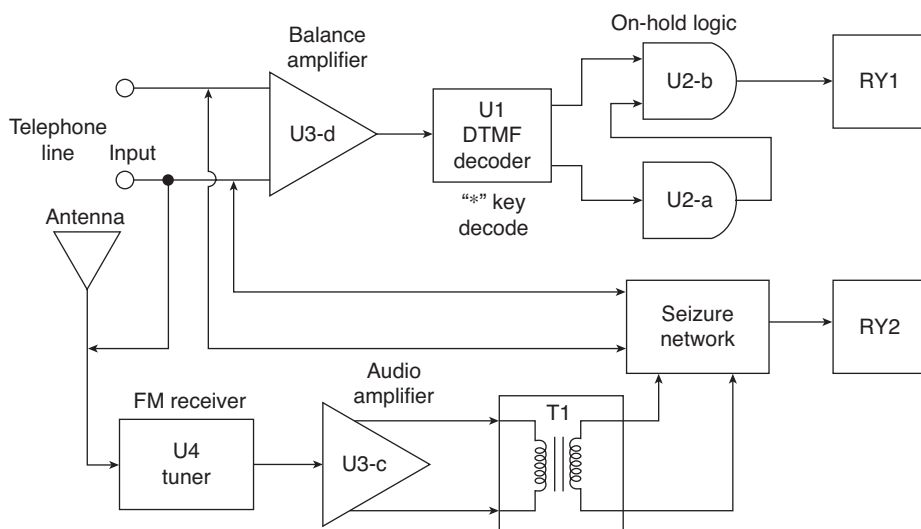 On-hold logic
Balance
amplifier
U2-b
RY1
U1
DTMF
decoder
U3-d
Telephone
line
Input
U2-a
“*” key
decode
Antenna
Seizure
network
RY2
Audio
amplifier
FM receiver
T1
U4
tuner
U3-c